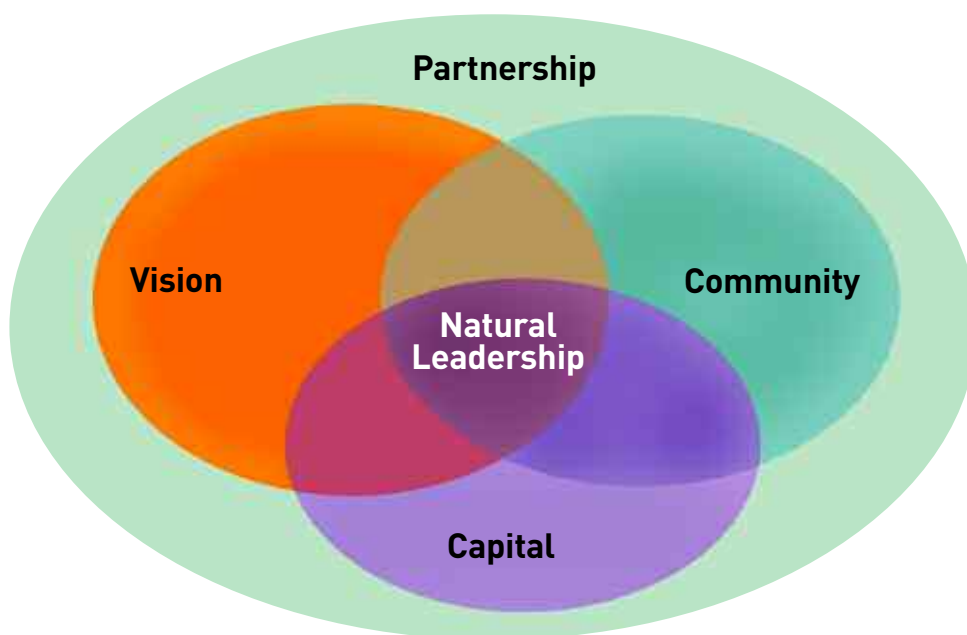 Partnership
Vision
Community
Natural
Leadership
Capital